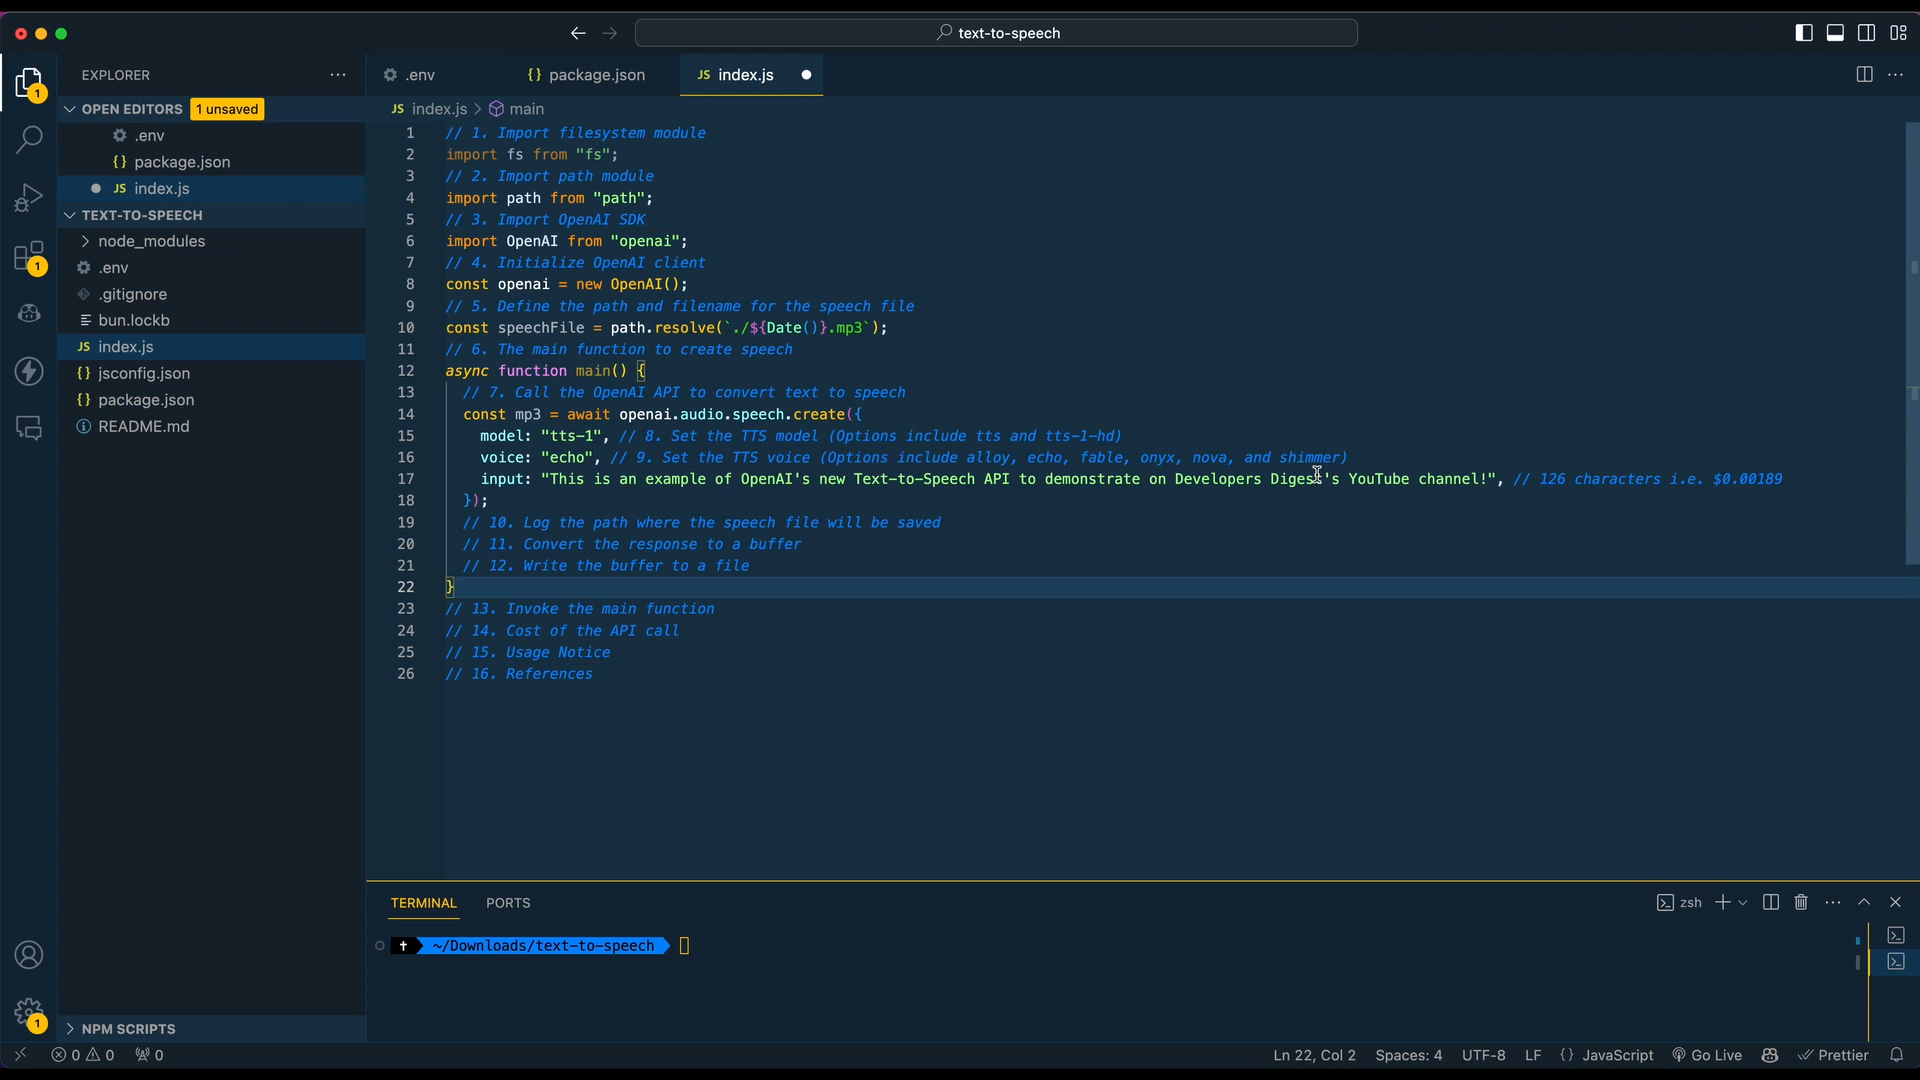 text-to-speech
EXPLORER
.env
package.json
JS index.js
1
OPEN EDITORS 1 unsaved
JS index.js > main
.env
package.json
JS index.js
TEXT-TO-SPEECH
node_modules
.env
.gitignore
bun.lockb
JS index.js
jsconfig.json
package.json
README.md
1
1 // 1. Import filesystem module
2 import fs from "fs";
3 // 2. Import path module
4 import path from "path";
5 // 3. Import OpenAI SDK
6 import OpenAI from "openai";
7 // 4. Initialize OpenAI client
8 const openai = new OpenAI();
9 // 5. Define the path and filename for the speech file
10 const speechFile = path.resolve(`./${Date()}.mp3`);
11 // 6. The main function to create speech
12 async function main() {
13 // 7. Call the OpenAI API to convert text to speech
14 const mp3 = await openai.audio.speech.create({
15 model: "tts-1", // 8. Set the TTS model (Options include tts and tts-1-hd)
16 voice: "echo", // 9. Set the TTS voice (Options include alloy, echo, fable, onyx, nova, and shimmer)
17 input: "This is an example of OpenAI's new Text-to-Speech API to demonstrate on Developers Digest's YouTube channel!", // 126 characters i.e. $0.00189
18 });
19 // 10. Log the path where the speech file will be saved
20 // 11. Convert the response to a buffer
21 // 12. Write the buffer to a file
22 }
23 // 13. Invoke the main function
24 // 14. Cost of the API call
25 // 15. Usage Notice
26 // 16. References
TERMINAL PORTS
zsh
~/Downloads/text-to-speech
1
NPM SCRIPTS
0 0 0
Ln 22, Col 2 Spaces: 4 UTF-8 LF {} JavaScript Go Live Prettier